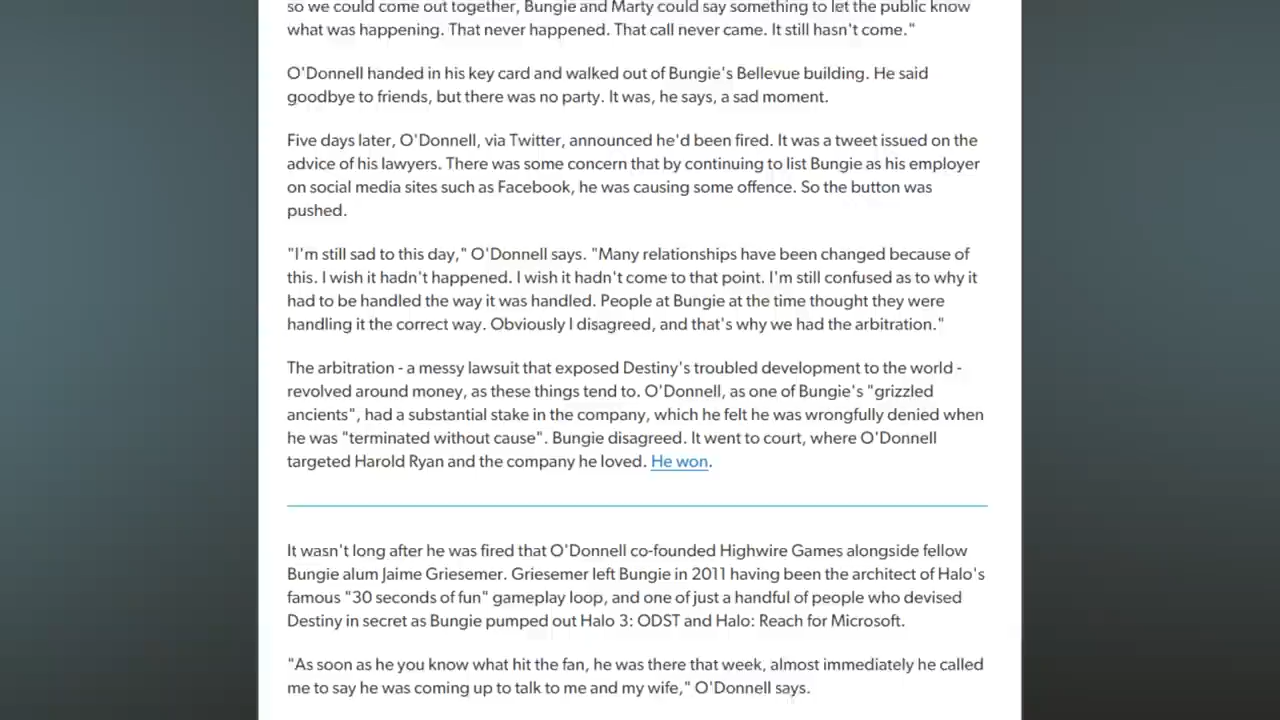 so we could come out together, Bungie and Marty could say something to let the public know
what was happening. That never happened. That call never came. It still hasn't come."
O'Donnell handed in his key card and walked out of Bungie's Bellevue building. He said
goodbye to friends, but there was no party. It was, he says, a sad moment.
Five days later, O'Donnell, via Twitter, announced he'd been fired. It was a tweet issued on the
advice of his lawyers. There was some concern that by continuing to list Bungie as his employer
on social media sites such as Facebook, he was causing some offence. So the button was
pushed.
"I'm still sad to this day," O'Donnell says. "Many relationships have been changed because of
this. I wish it hadn't happened. I wish it hadn't come to that point. I'm still confused as to why it
had to be handled the way it was handled. People at Bungie at the time thought they were
handling it the correct way. Obviously I disagreed, and that's why we had the arbitration."
The arbitration - a messy lawsuit that exposed Destiny's troubled development to the world -
revolved around money, as these things tend to. O'Donnell, as one of Bungie's "grizzled
ancients", had a substantial stake in the company, which he felt he was wrongfully denied when
he was "terminated without cause". Bungie disagreed. It went to court, where O'Donnell
targeted Harold Ryan and the company he loved. He won.
It wasn't long after he was fired that O'Donnell co-founded Highwire Games alongside fellow
Bungie alum Jaime Griesemer. Griesemer left Bungie in 2011 having been the architect of Halo's
famous "30 seconds of fun" gameplay loop, and one of just a handful of people who devised
Destiny in secret as Bungie pumped out Halo 3: ODST and Halo: Reach for Microsoft.
"As soon as he you know what hit the fan, he was there that week, almost immediately he called
me to say he was coming up to talk to me and my wife," O'Donnell says.